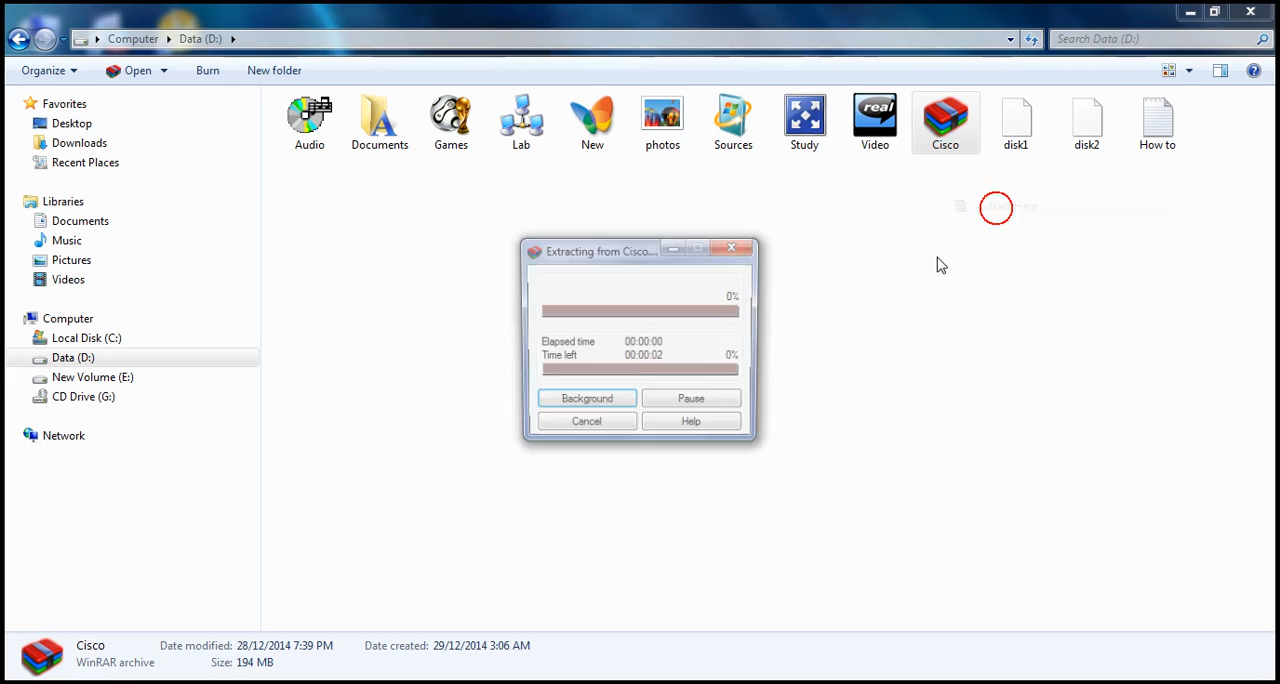 Computer Data (D:)
Search Data (D:)
Organize Open Burn New folder
Favorites
Desktop
Downloads
Recent Places
Libraries
Documents
Music
Pictures
Videos
Computer
Local Disk (C:)
Data (D:)
New Volume (E:)
CD Drive (G:)
Network
real
Audio Documents Games Lab New photos Sources Study Video Cisco disk1 disk2 How to
Extracting from Cisco....
0%
Elapsed time 00:00:00
Time left 00:00:02 0%
Background Pause
Cancel Help
Cisco Date modified: 28/12/2014 7:39 PM Date created: 29/12/2014 3:06 AM
WinRAR archive Size: 194 MB